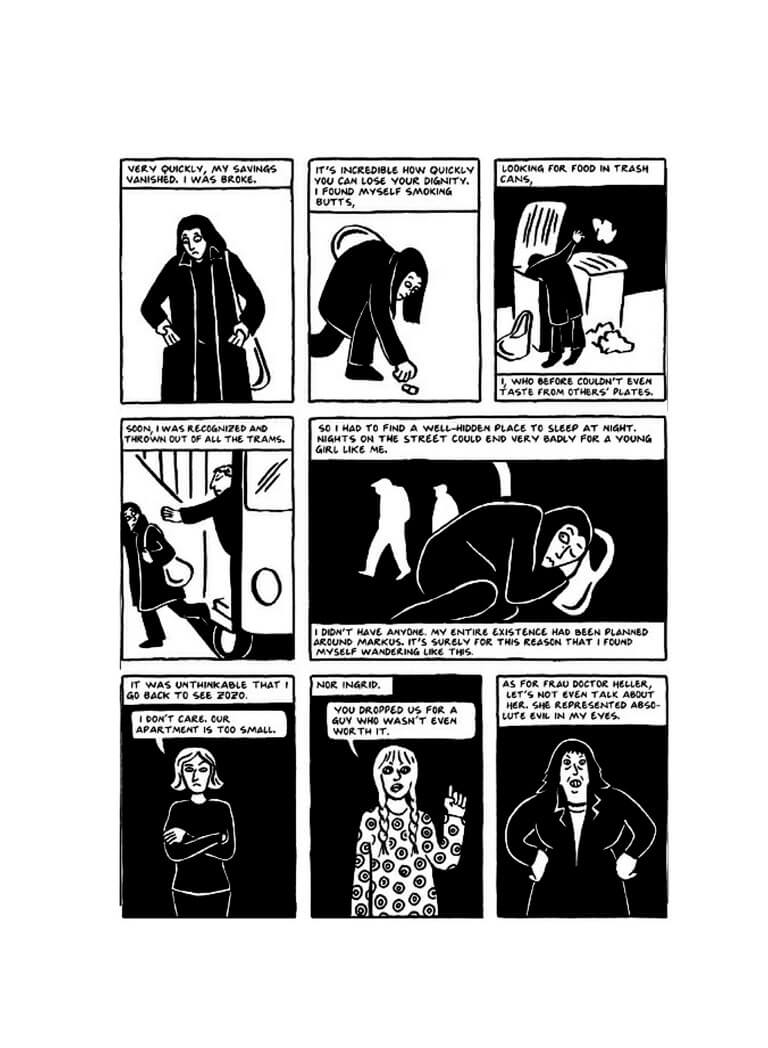 VERY QUICKLY, MY SAVINGS
VANISHED. I WAS BROKE.
IT'S INCREDIBLE HOW QUICKLY
YOU CAN LOSE YOUR DIGNITY.
I FOUND MYSELF SMOKING
BUTTS,
LOOKING FOR FOOD IN TRASH
CANS,
I, WHO BEFORE COULDN'T EVEN
TASTE FROM OTHERS' PLATES.
SOON, I WAS RECOGNIZED AND
THROWN OUT OF ALL THE TRAMS.
SO I HAD TO FIND A WELL-HIDDEN PLACE TO SLEEP AT NIGHT.
NIGHTS ON THE STREET COULD END VERY BADLY FOR A YOUNG
GIRL LIKE ME.
I DIDN'T HAVE ANYONE. MY ENTIRE EXISTENCE HAD BEEN PLANNED
AROUND MARKUS. IT'S SURELY FOR THIS REASON THAT I FOUND
MYSELF WANDERING LIKE THIS.
IT WAS UNTHINKABLE THAT I
GO BACK TO SEE ZOZO.
I DON'T CARE. OUR
APARTMENT IS TOO SMALL.
NOR INGRID.
YOU DROPPED US FOR A
GUY WHO WASN'T EVEN
WORTH IT.
AS FOR FRAU DOCTOR HELLER,
LET'S NOT EVEN TALK ABOUT
HER. SHE REPRESENTED ABSO-
LUTE EVIL IN MY EYES.